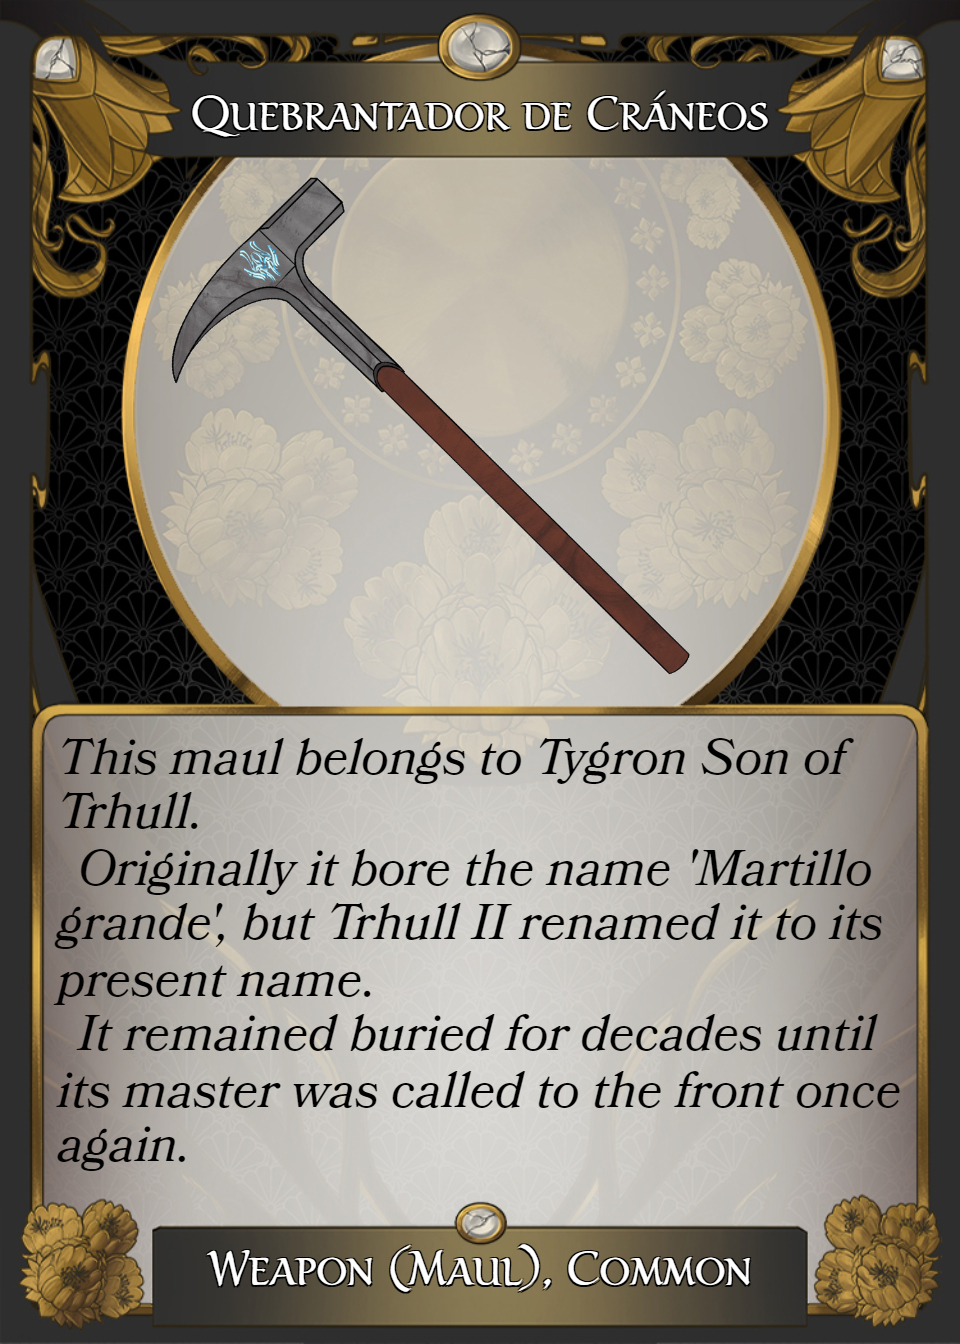 Quebrantador de Cráneos
This maul belongs to Tygron Son of
Trhull.
Originally it bore the name 'Martillo
grande', but Trhull II renamed it to its
present name.
It remained buried for decades until
its master was called to the front once
again.
Weapon (Maul), Common